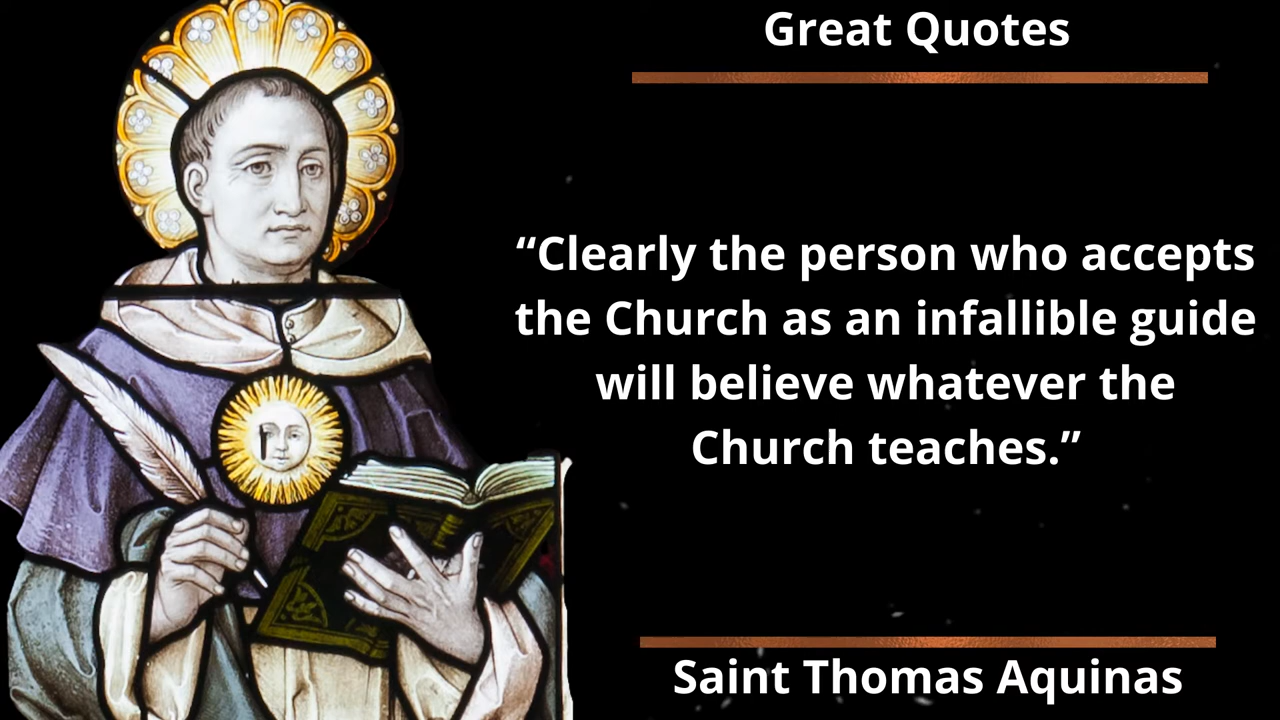 Great Quotes
“Clearly the person who accepts
the Church as an infallible guide
will believe whatever the
Church teaches.”
Saint Thomas Aquinas